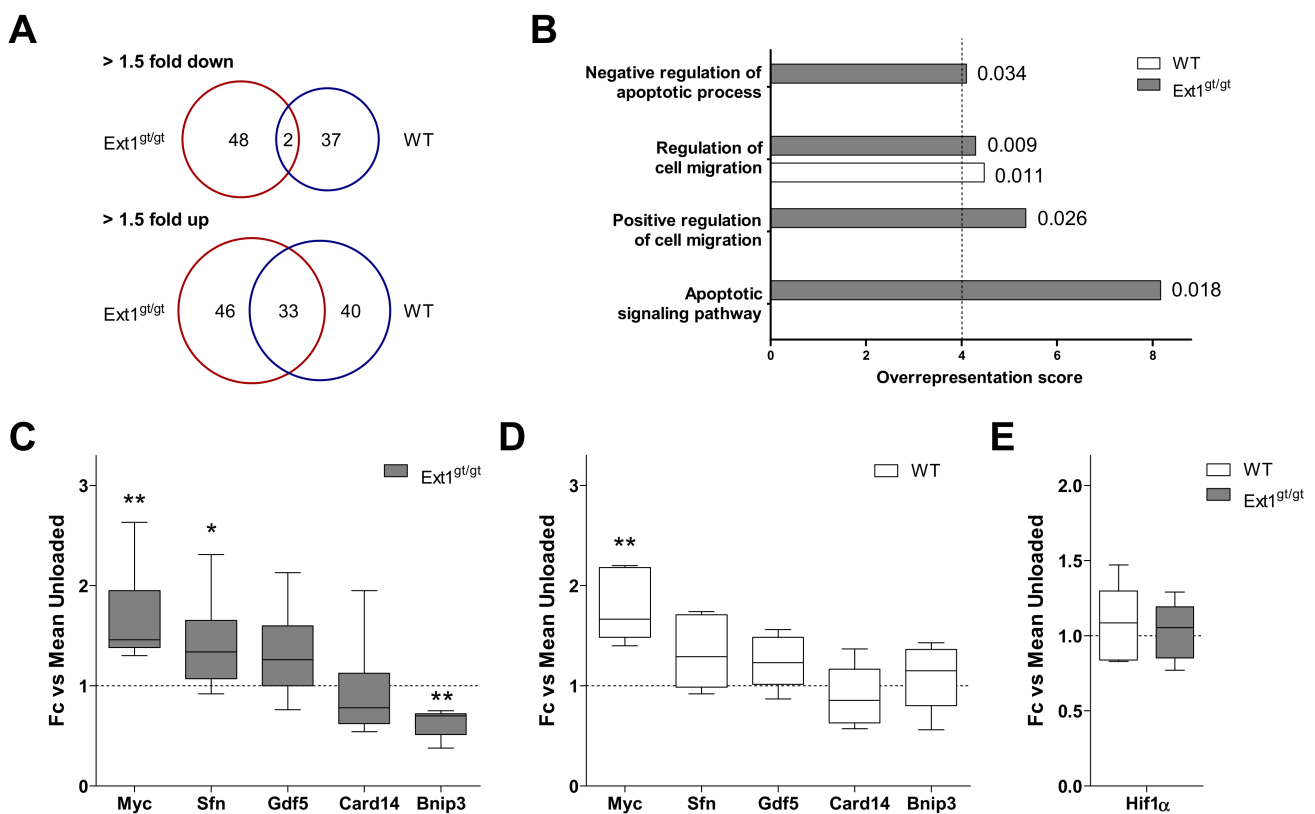 A
> 1.5 fold down
Ext1gt/gt
48
2
37
WT
> 1.5 fold up
Ext1gt/gt
46
33
40
WT
B
Negative regulation of
apoptotic process
0.034
Regulation of
cell migration
0.009
0.011
Positive regulation
of cell migration
0.026
Apoptotic
signaling pathway
0.018
0 2 4 6 8
Overrepresentation score
WT
Ext1gt/gt
C
Fc vs Mean Unloaded
3
2
1
0
Ext1gt/gt
**
*
**
Myc Sfn Gdf5 Card14 Bnip3
D
Fc vs Mean Unloaded
3
2
1
0
WT
**
Myc Sfn Gdf5 Card14 Bnip3
E
Fc vs Mean Unloaded
2.0
1.5
1.0
0.5
0.0
WT
Ext1gt/gt
Hif1α